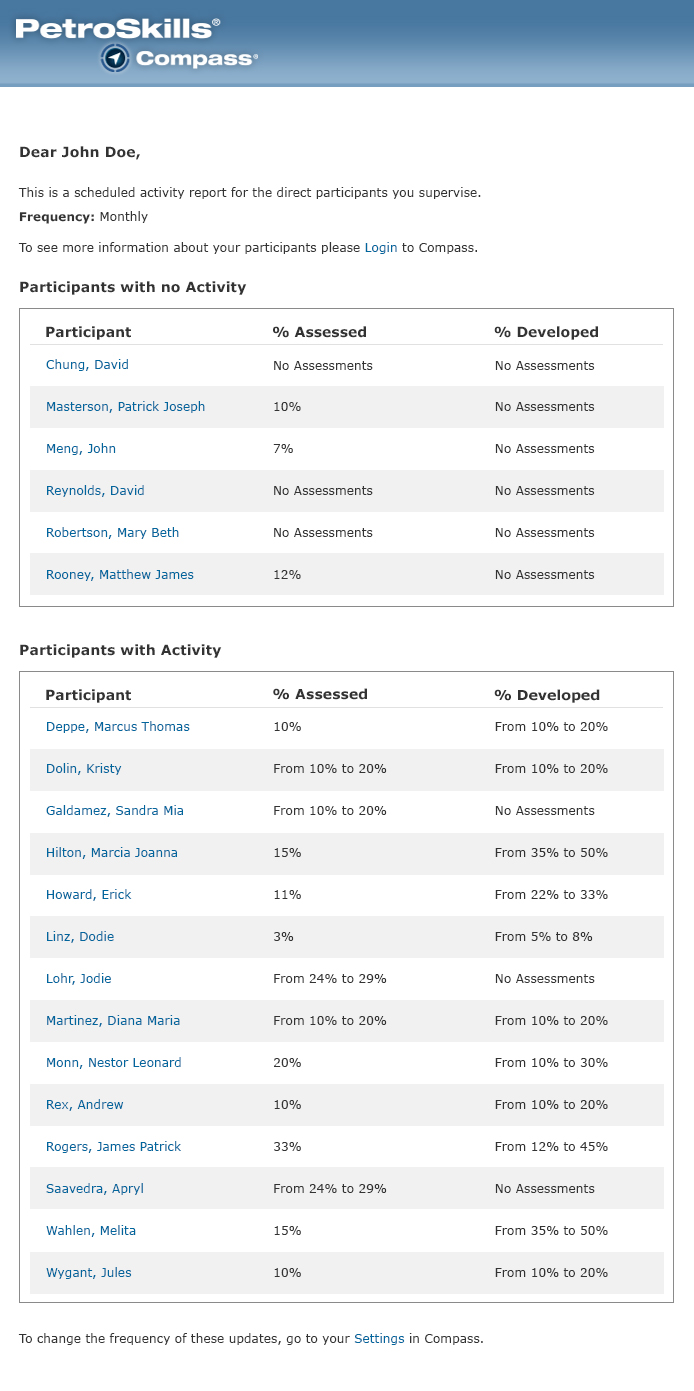 PetroSkills®
Compass®
Dear John Doe,
This is a scheduled activity report for the direct participants you supervise.
Frequency: Monthly
To see more information about your participants please Login to Compass.
Participants with no Activity
Participant % Assessed % Developed
Chung, David No Assessments No Assessments
Masterson, Patrick Joseph 10% No Assessments
Meng, John 7% No Assessments
Reynolds, David No Assessments No Assessments
Robertson, Mary Beth No Assessments No Assessments
Rooney, Matthew James 12% No Assessments
Participants with Activity
Participant % Assessed % Developed
Deppe, Marcus Thomas 10% From 10% to 20%
Dolin, Kristy From 10% to 20% From 10% to 20%
Galdamez, Sandra Mia From 10% to 20% No Assessments
Hilton, Marcia Joanna 15% From 35% to 50%
Howard, Erick 11% From 22% to 33%
Linz, Dodie 3% From 5% to 8%
Lohr, Jodie From 24% to 29% No Assessments
Martinez, Diana Maria From 10% to 20% From 10% to 20%
Monn, Nestor Leonard 20% From 10% to 30%
Rex, Andrew 10% From 10% to 20%
Rogers, James Patrick 33% From 12% to 45%
Saavedra, Apryl From 24% to 29% No Assessments
Wahlen, Melita 15% From 35% to 50%
Wygant, Jules 10% From 10% to 20%
To change the frequency of these updates, go to your Settings in Compass.